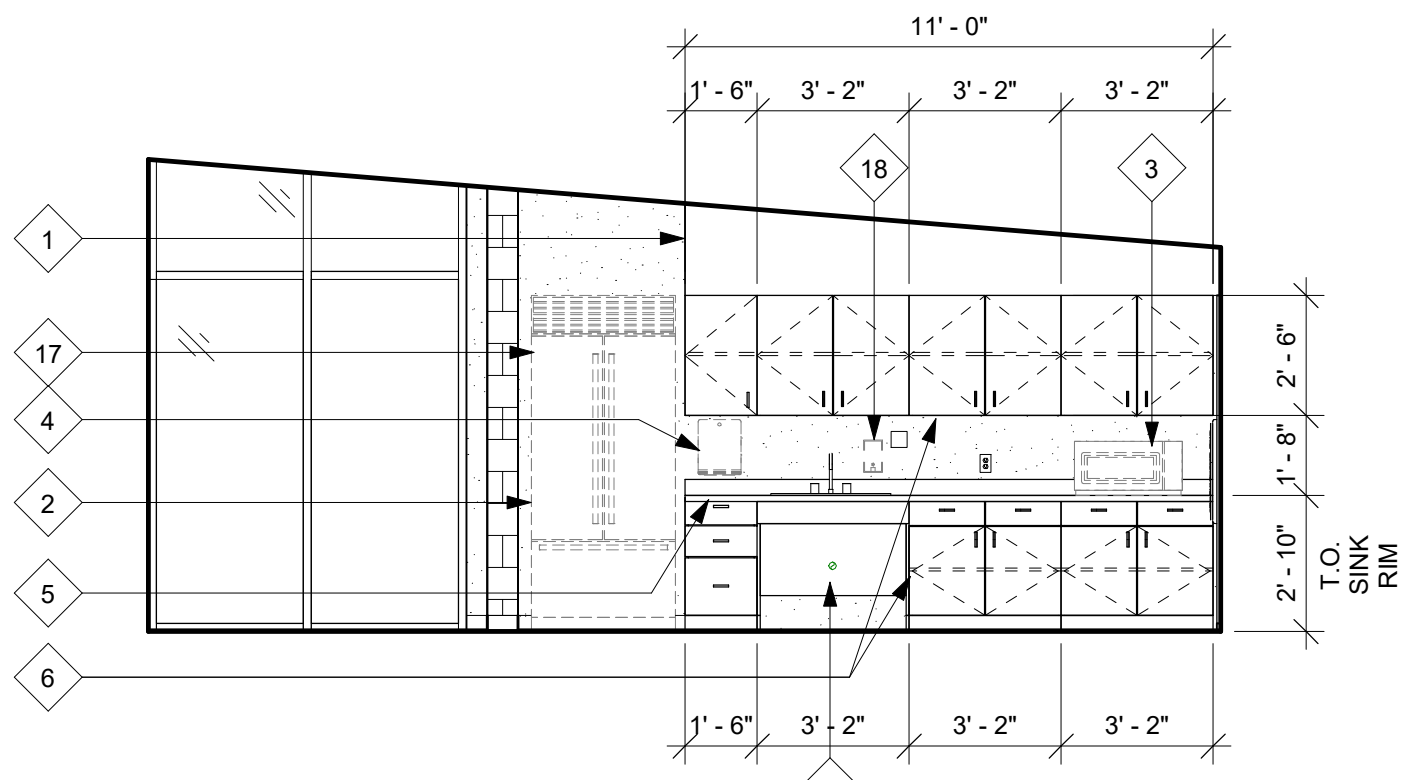 11' - 0"
1' - 6"
3' - 2"
3' - 2"
3' - 2"
18
3
1
17
4
2
5
6
2' - 6"
1' - 8"
2' - 10"
T.O.
SINK
RIM
1' - 6"
3' - 2"
3' - 2"
3' - 2"